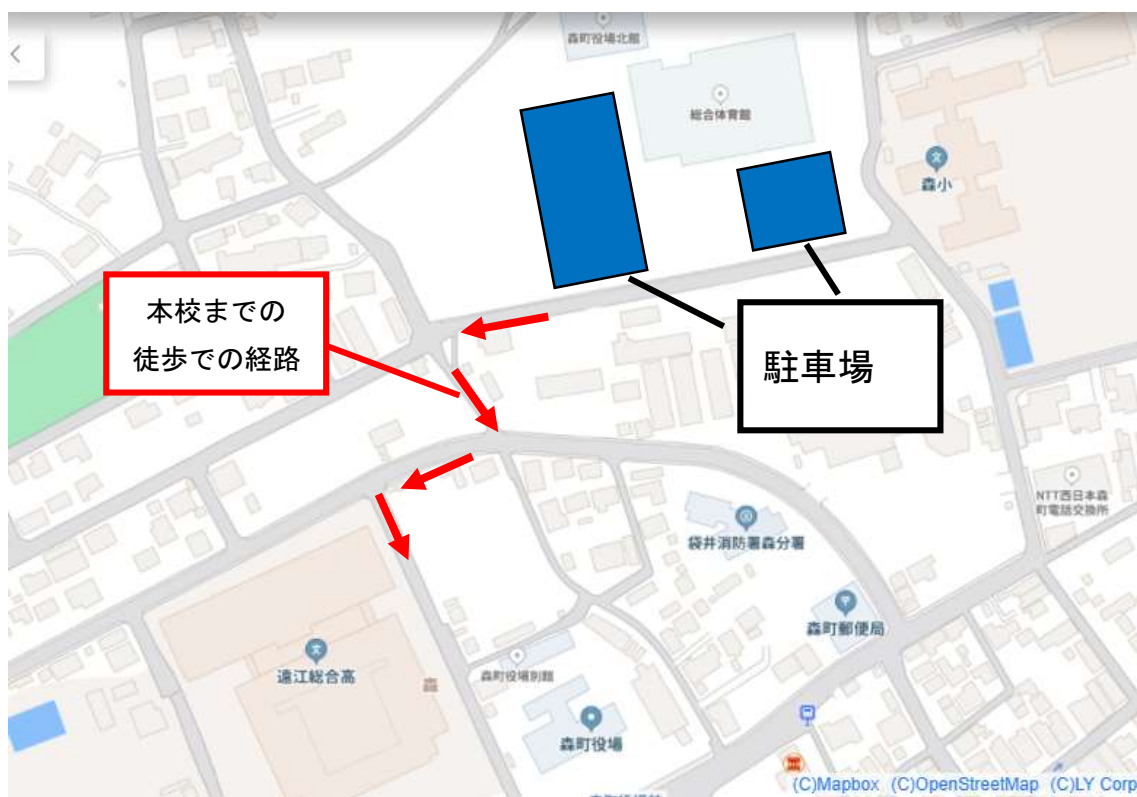 森町役場北館
総合体育館
森小
本校までの
徒歩での経路
駐車場
NTT西日本森
町電話交換所
袋井消防署森分署
森町郵便局
遠江総合高
森町役場別館
森町役場
(C)Mapbox (C)OpenStreetMap (C)LY Corp